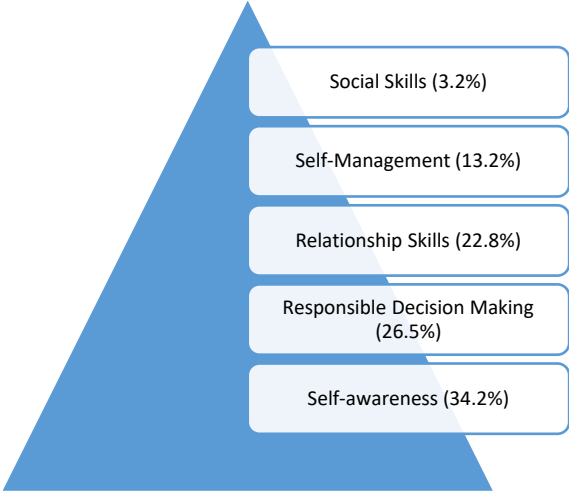 Social Skills (3.2%)
Self-Management (13.2%)
Relationship Skills (22.8%)
Responsible Decision Making
(26.5%)
Self-awareness (34.2%)